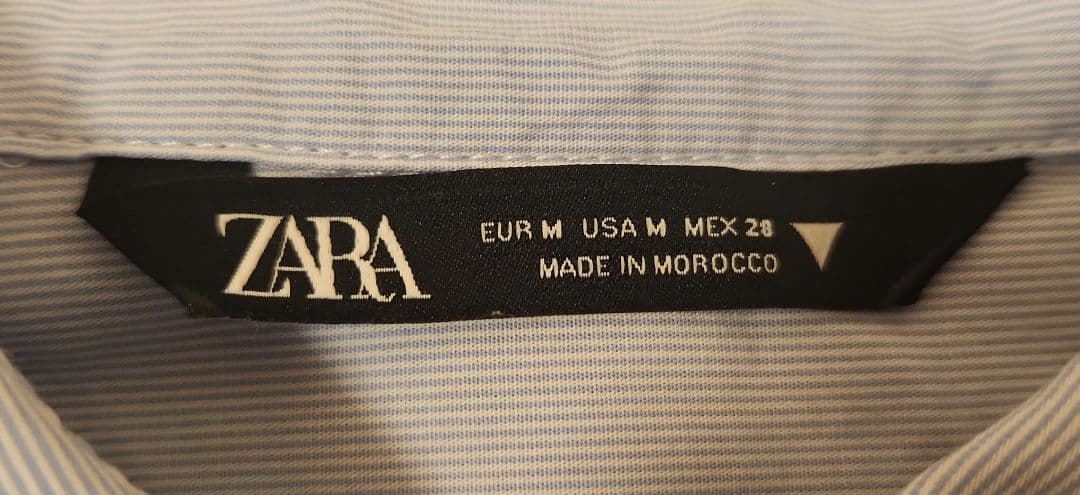 ZARA
EUR M USA M MEX 28
MADE IN MOROCCO